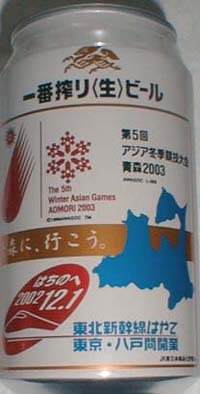 一番搾り〈生〉ビール
第5回
アジア冬季競技大会
青森2003
The 5th
Winter Asian Games
AOMORI 2003
に、行こう。
はちのへ
2002 12.1
東北新幹線はやて
東京・八戸間開業